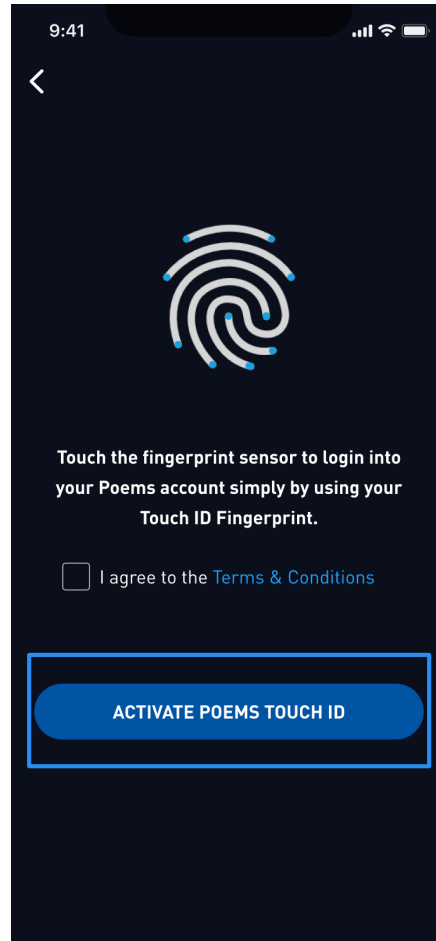 9:41
Touch the fingerprint sensor to login into
your Poems account simply by using your
Touch ID Fingerprint.
I agree to the Terms & Conditions
ACTIVATE POEMS TOUCH ID